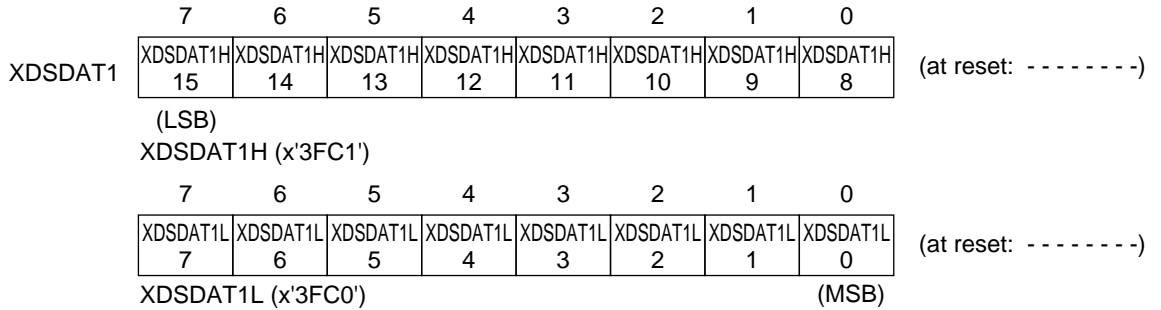 7 6 5 4 3 2 1 0
XDSDAT1 XDSDAT1H XDSDAT1H XDSDAT1H XDSDAT1H XDSDAT1H XDSDAT1H XDSDAT1H XDSDAT1H (at reset: - - - - - - - -)
15 14 13 12 11 10 9 8
(LSB)
XDSDAT1H (x'3FC1')
7 6 5 4 3 2 1 0
XDSDAT1L XDSDAT1L XDSDAT1L XDSDAT1L XDSDAT1L XDSDAT1L XDSDAT1L XDSDAT1L (at reset: - - - - - - - -)
7 6 5 4 3 2 1 0
XDSDAT1L (x'3FC0') (MSB)